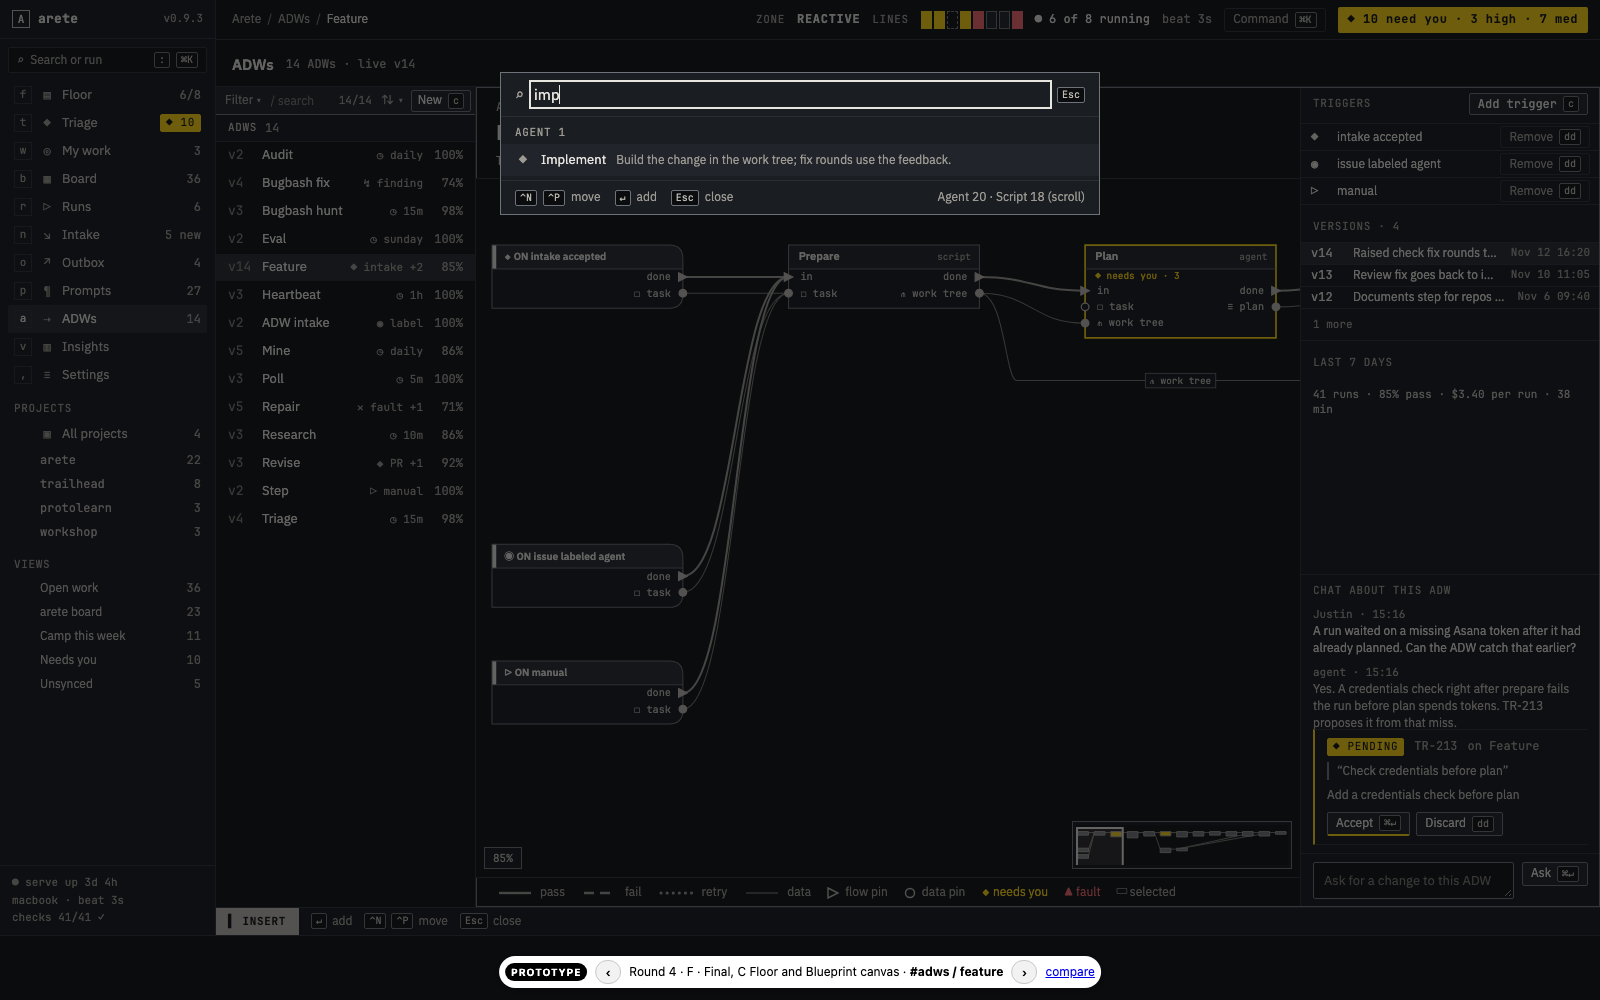 A arete v0.9.3
Arete / ADWs / Feature
ZONE REACTIVE LINES 6 of 8 running beat 3s Command ⌘K ◆ 10 need you · 3 high · 7 med
Search or run : ⌘K
f Floor 6/8
t ◆ Triage ◆ 10
w My work 3
b Board 36
r Runs 6
n Intake 5 new
o Outbox 4
p ¶ Prompts 27
a → ADWs 14
v Insights
, Settings
PROJECTS
All projects 4
arete 22
trailhead 8
protolearn 3
workshop 3
VIEWS
Open work 36
arete board 23
Camp this week 11
Needs you 10
Unsynced 5
serve up 3d 4h
macbook · beat 3s
checks 41/41 ✓
ADWs 14 ADWs · live v14
Filter / search 14/14 New c
ADWS 14
v2 Audit daily 100%
v4 Bugbash fix finding 74%
v3 Bugbash hunt 15m 98%
v2 Eval sunday 100%
v14 Feature ◆ intake +2 85%
v3 Heartbeat 1h 100%
v2 ADW intake label 100%
v5 Mine daily 86%
v3 Poll 5m 100%
v5 Repair × fault +1 71%
v3 Research 10m 86%
v3 Revise ◆ PR +1 92%
v2 Step manual 100%
v4 Triage 15m 98%
imp Esc
AGENT 1
◆ Implement Build the change in the work tree; fix rounds use the feedback.
^N ^P move ↵ add Esc close Agent 20 · Script 18 (scroll)
◆ ON intake accepted
done
task
Prepare script
in done
task work tree
Plan agent
◆ needs you · 3
in done
task ≡ plan
work tree
work tree
ON issue labeled agent
done
task
ON manual
done
task
85%
pass fail retry data flow pin data pin ◆ needs you fault selected
INSERT ↵ add ^N ^P move Esc close
TRIGGERS Add trigger c
◆ intake accepted Remove dd
issue labeled agent Remove dd
manual Remove dd
VERSIONS · 4
v14 Raised check fix rounds t… Nov 12 16:20
v13 Review fix goes back to i… Nov 10 11:05
v12 Documents step for repos … Nov 6 09:40
1 more
LAST 7 DAYS
41 runs · 85% pass · $3.40 per run · 38
min
CHAT ABOUT THIS ADW
Justin · 15:16
A run waited on a missing Asana token after it had
already planned. Can the ADW catch that earlier?
agent · 15:16
Yes. A credentials check right after prepare fails
the run before plan spends tokens. TR-213
proposes it from that miss.
◆ PENDING TR-213 on Feature
“Check credentials before plan”
Add a credentials check before plan
Accept ⌘↵ Discard dd
Ask for a change to this ADW Ask ⌘↵
PROTOTYPE ‹ Round 4 · F · Final, C Floor and Blueprint canvas · #adws / feature › compare